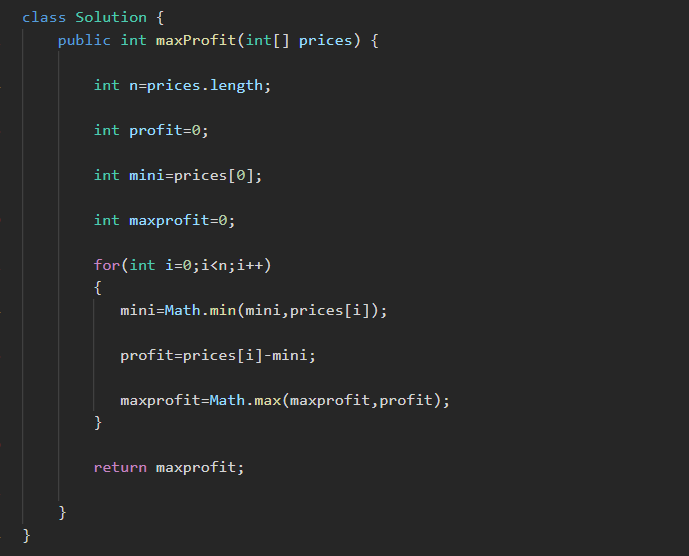 class Solution {
    public int maxProfit(int[] prices) {
        int n=prices.length;
        int profit=0;
        int mini=prices[0];
        int maxprofit=0;
        for(int i=0;i<n;i++)
        {
           mini=Math.min(mini,prices[i]);
           profit=prices[i]-mini;
           maxprofit=Math.max(maxprofit,profit);
        }
        return maxprofit;
    }
}